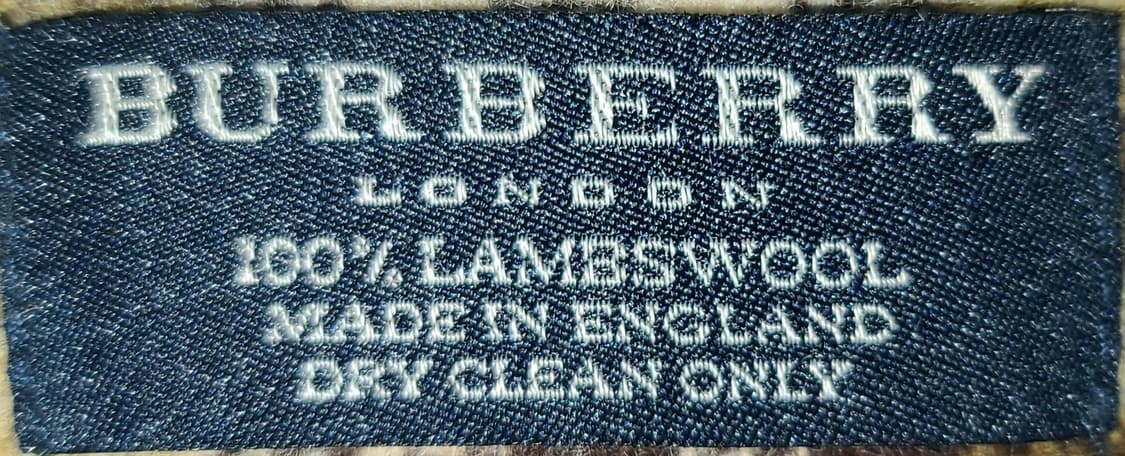 BURBERRY
LONDON
100% LAMBSWOOL
MADE IN ENGLAND
DRY CLEAN ONLY